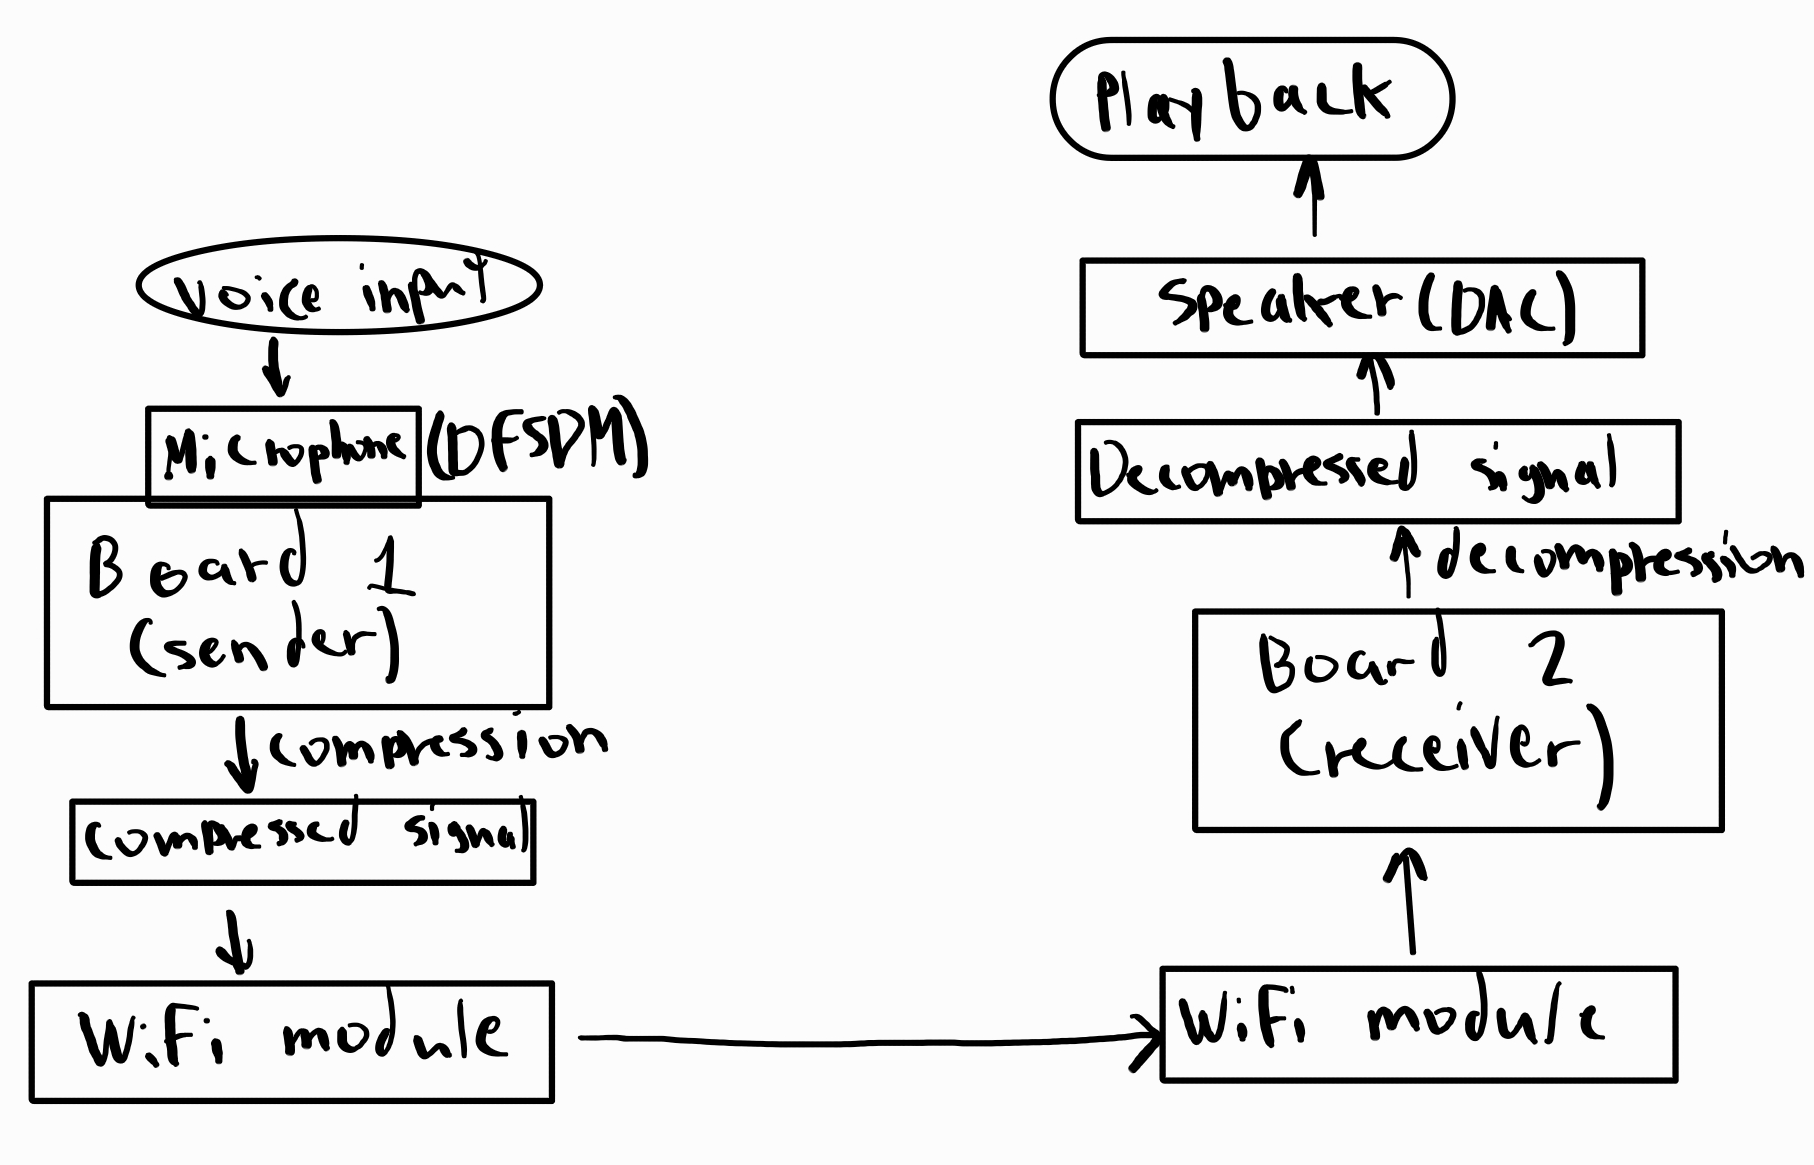 Voice input
Microphone (DFSDM)
Board 1
(sender)
compression
compressed signal
WiFi module
WiFi module
Board 2
(receiver)
decompression
Decompressed signal
Speaker (DAC)
Playback